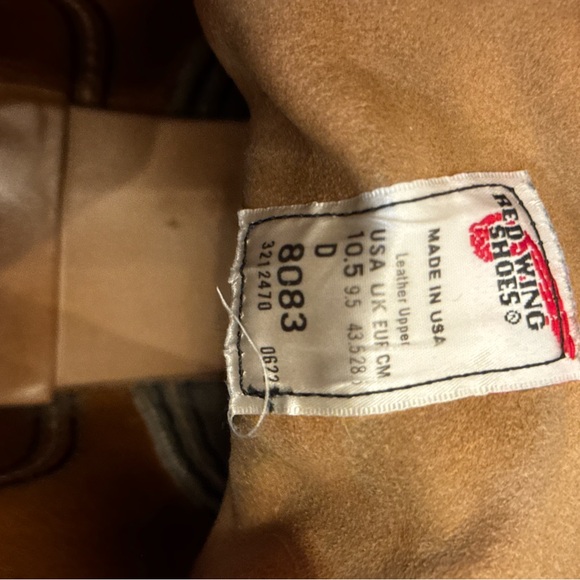 RED WING
SHOES®
MADE IN USA
Leather Upper
USA UK EUR CM
10.5 9.5 43.5 28.5
D
8083
3212470 0622